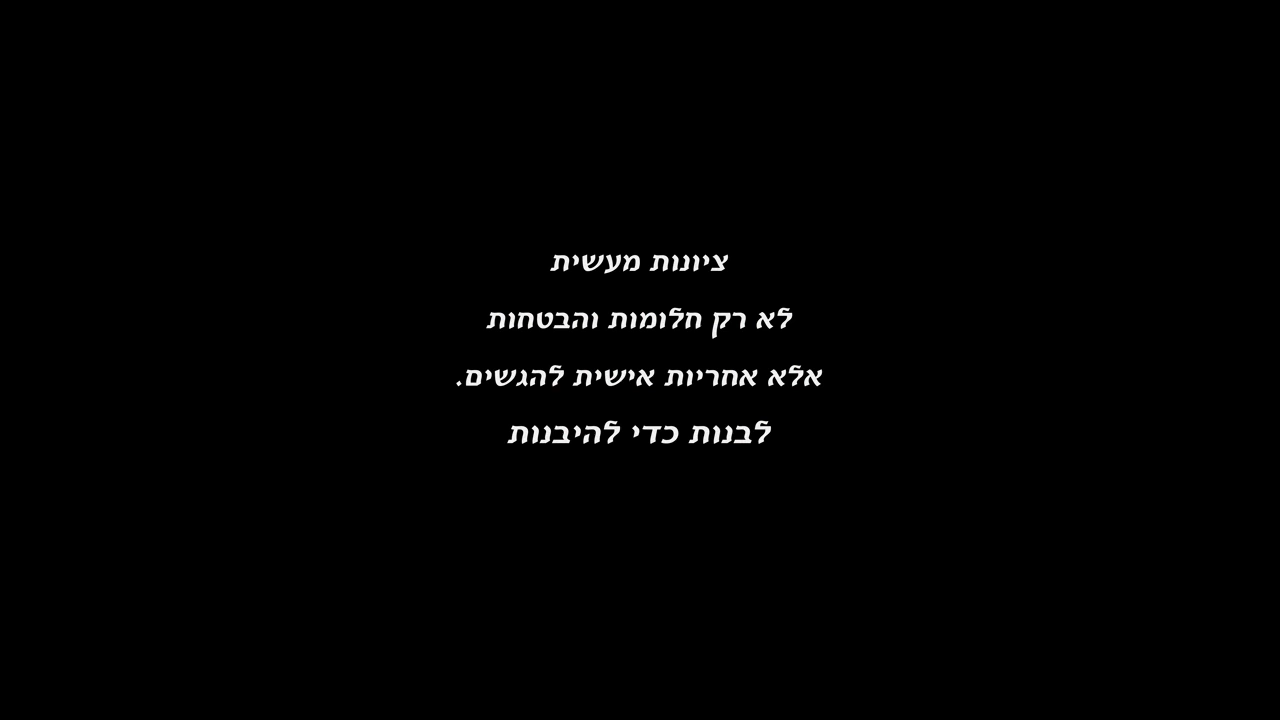 ציונות מעשית
לא רק חלומות והבטחות
אלא אחריות אישית להגשים.
לבנות כדי להיבנות